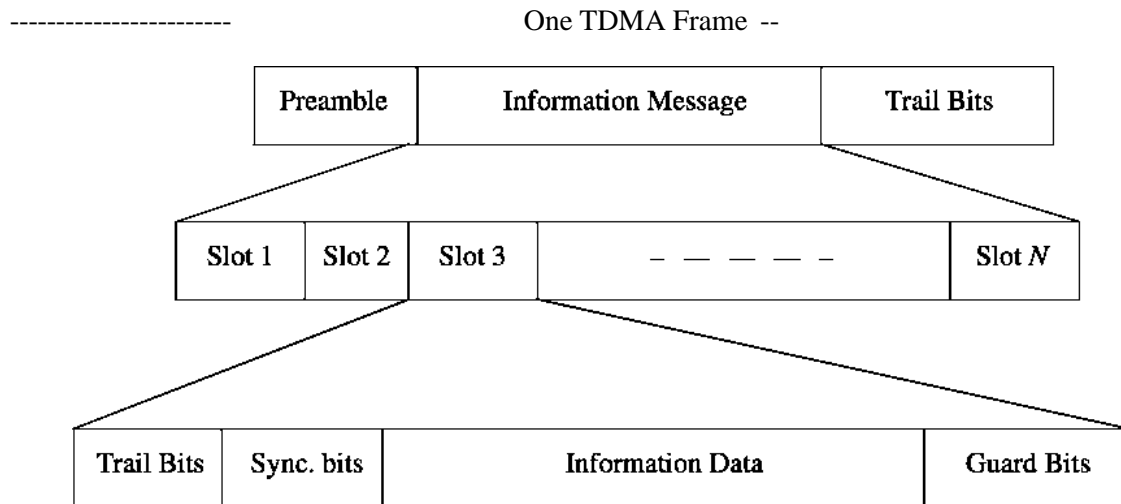 ------------------------ One TDMA Frame --
Preamble Information Message Trail Bits
Slot 1 Slot 2 Slot 3 – – – – – Slot N
Trail Bits Sync. bits Information Data Guard Bits